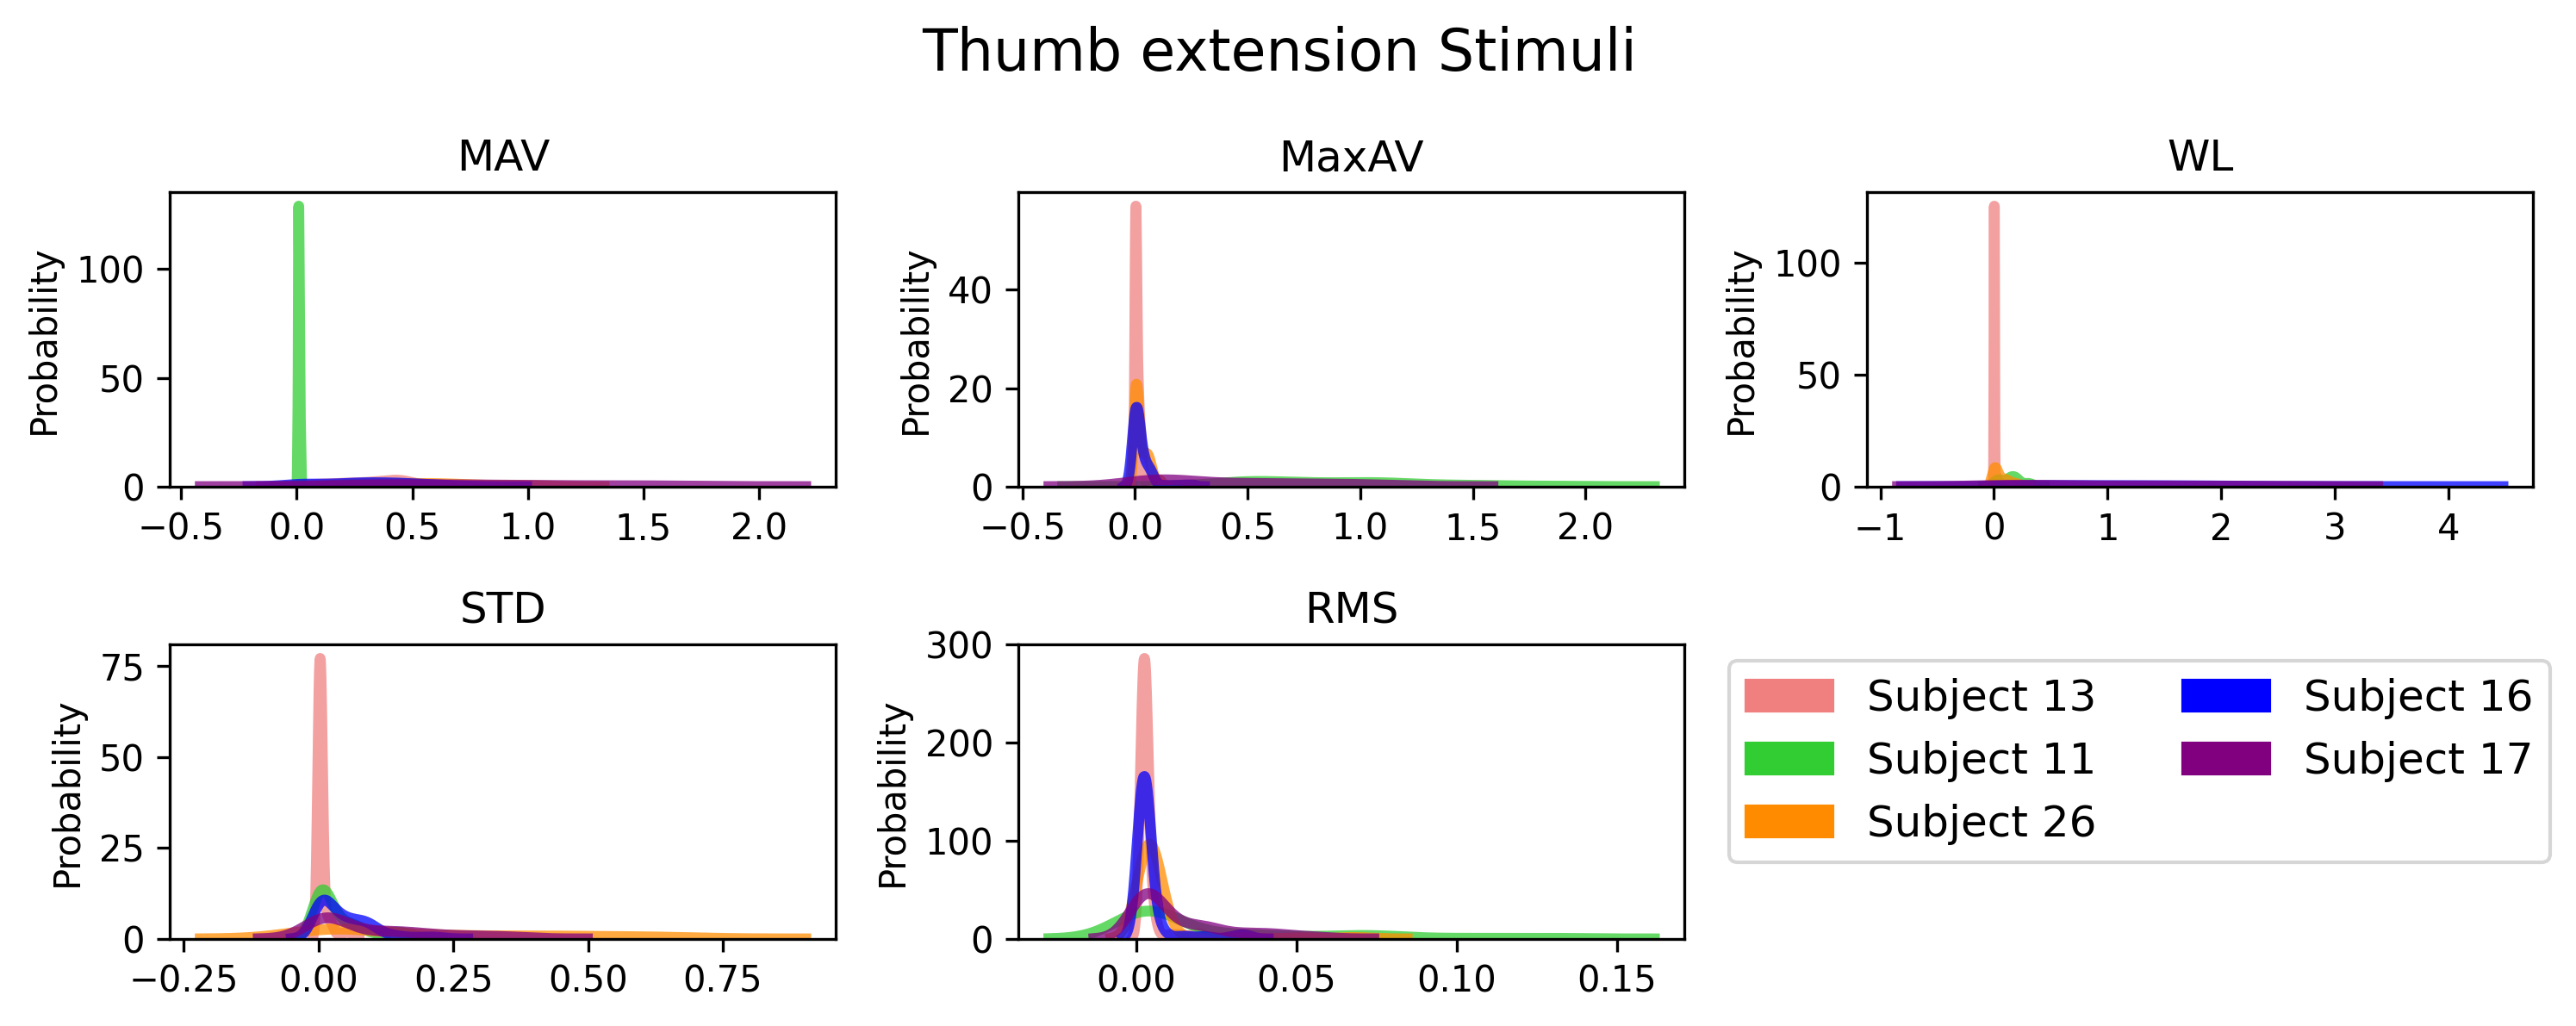 Thumb extension Stimuli
MAV
Probability
100
50
0
−0.5 0.0 0.5 1.0 1.5 2.0
MaxAV
Probability
40
20
0
−0.5 0.0 0.5 1.0 1.5 2.0
WL
Probability
100
50
0
−1 0 1 2 3 4
STD
Probability
75
50
25
0
−0.25 0.00 0.25 0.50 0.75
RMS
Probability
300
200
100
0
0.00 0.05 0.10 0.15
Subject 13
Subject 11
Subject 26
Subject 16
Subject 17